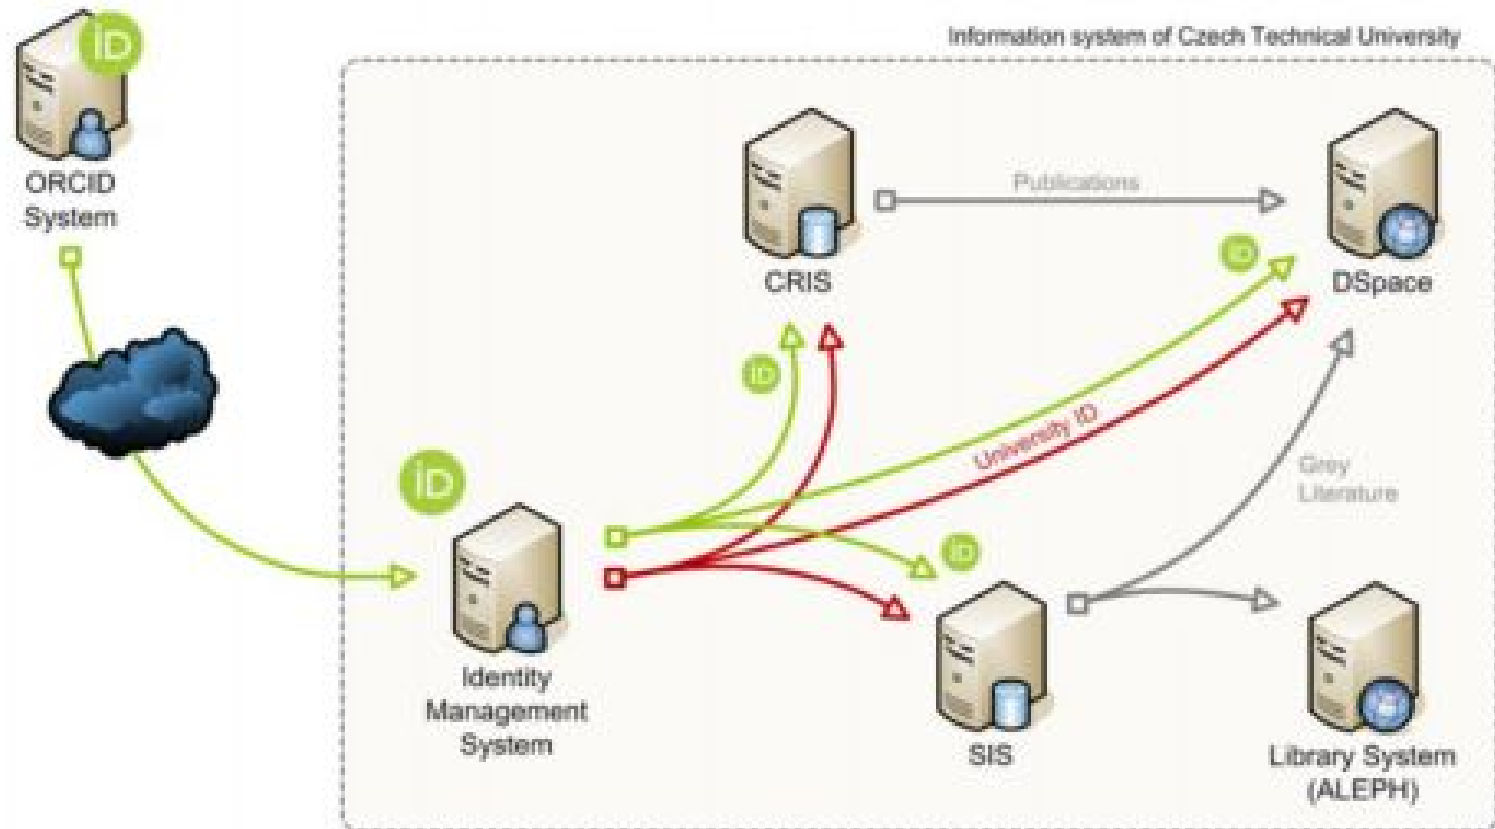 Information system of Czech Technical University
iD
ORCID
System
Publications
CRIS
iD
DSpace
iD
University ID
Grey
Literature
iD
iD
Identity
Management
System
SIS
Library System
(ALEPH)